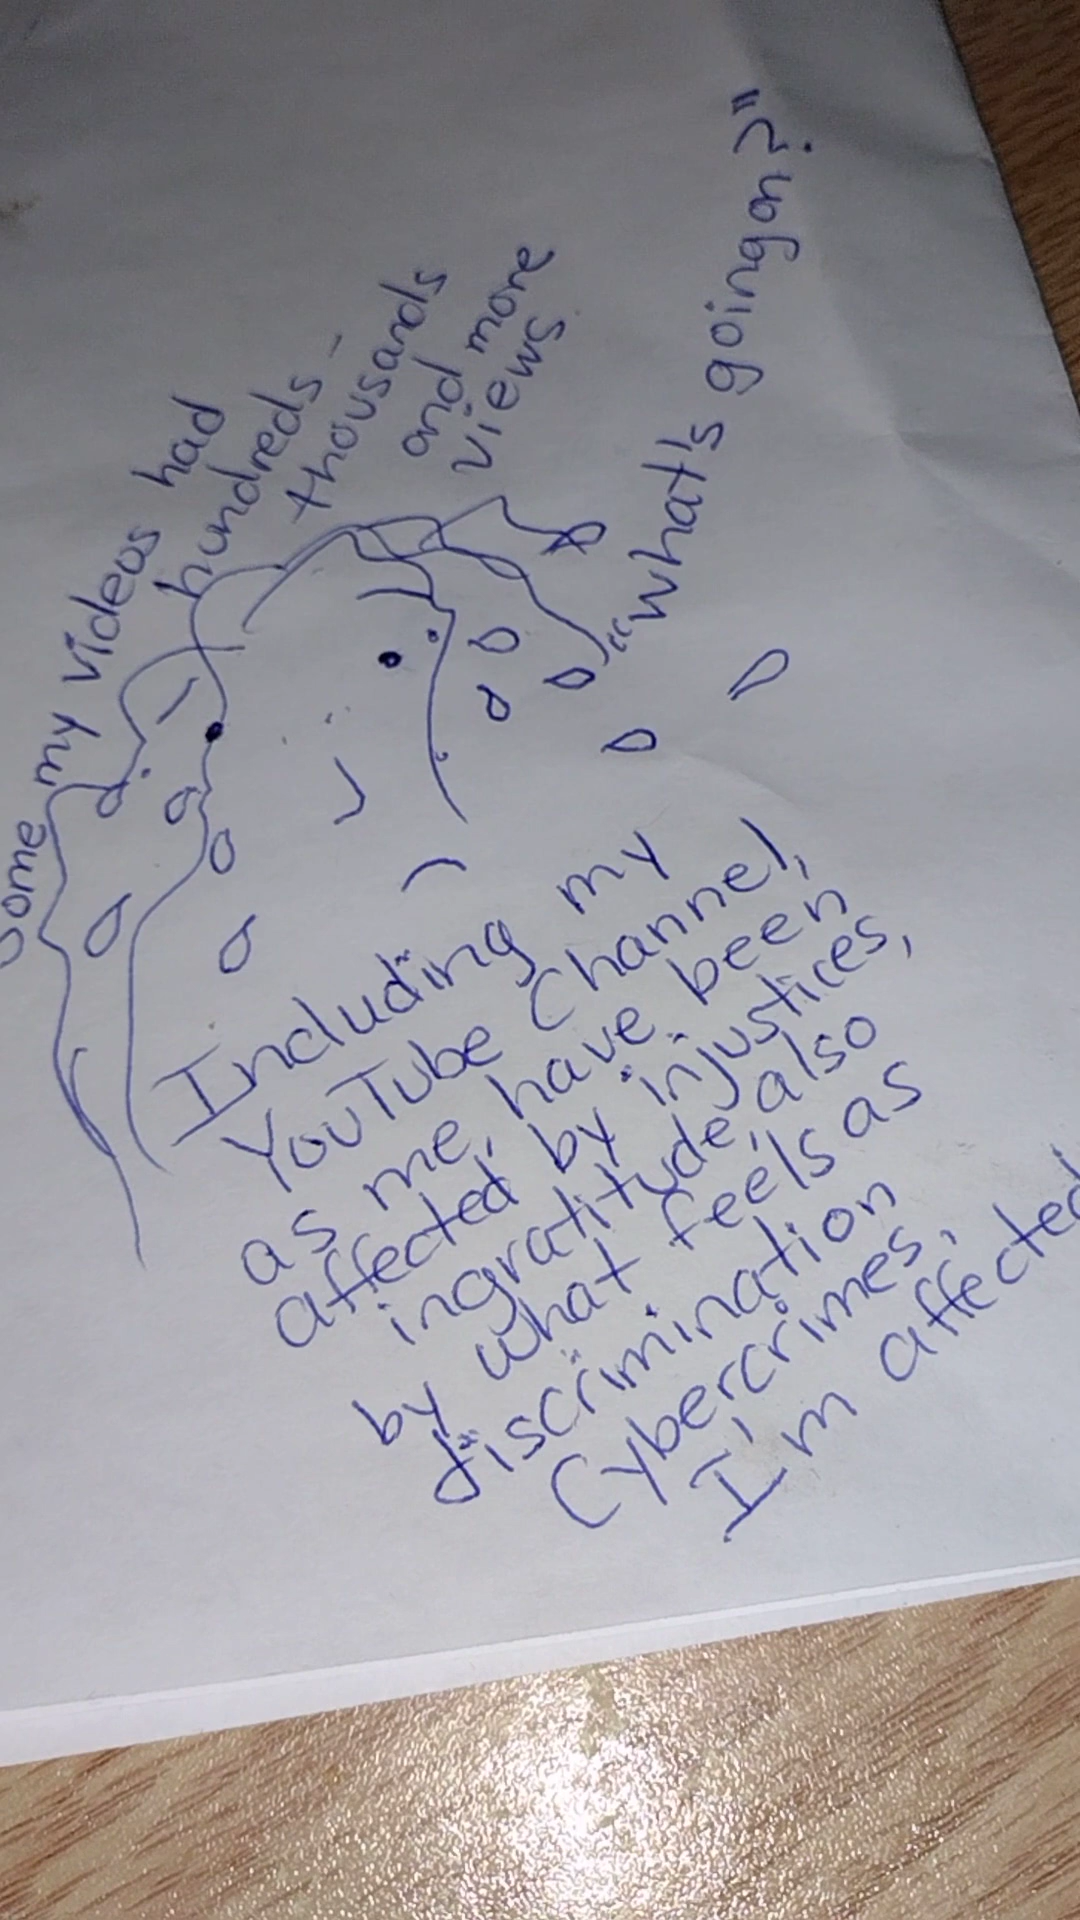 Some my videos had
hundreds -
thousands
and more
views
"what's going on?"
Including my
YouTube Channel,
as me, have been
affected by injustices,
ingratitude, also
by what feels as
discrimination
Cybercrimes,
I'm affected